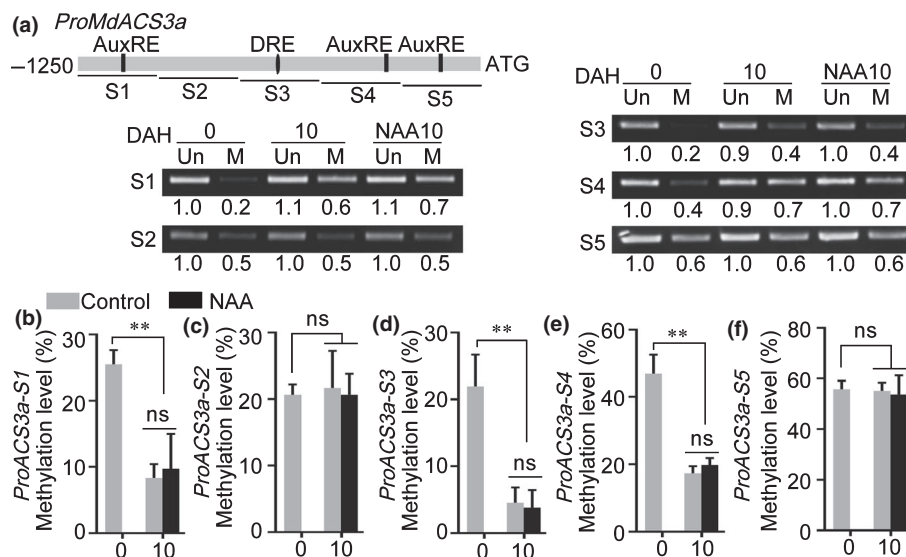 (a)
ProMdACS3a
AuxRE DRE AuxRE AuxRE
–1250 ATG
S1 S2 S3 S4 S5
DAH 0 10 NAA10
Un M Un M Un M
S1
1.0 0.2 1.1 0.6 1.1 0.7
S2
1.0 0.5 1.0 0.5 1.0 0.5
DAH 0 10 NAA10
Un M Un M Un M
S3
1.0 0.2 0.9 0.4 1.0 0.4
S4
1.0 0.4 0.9 0.7 1.0 0.7
S5
1.0 0.6 1.0 0.6 1.0 0.6
Control NAA
(b)
ProACS3a-S1
Methylation level (%)
30
20
10
0
**
ns
0 10
(c)
ProACS3a-S2
Methylation level (%)
30
20
10
0
ns
0 10
(d)
ProACS3a-S3
Methylation level (%)
30
20
10
0
**
ns
0 10
(e)
ProACS3a-S4
Methylation level (%)
60
40
20
0
**
ns
0 10
(f)
ProACS3a-S5
Methylation level (%)
80
60
40
20
0
ns
0 10